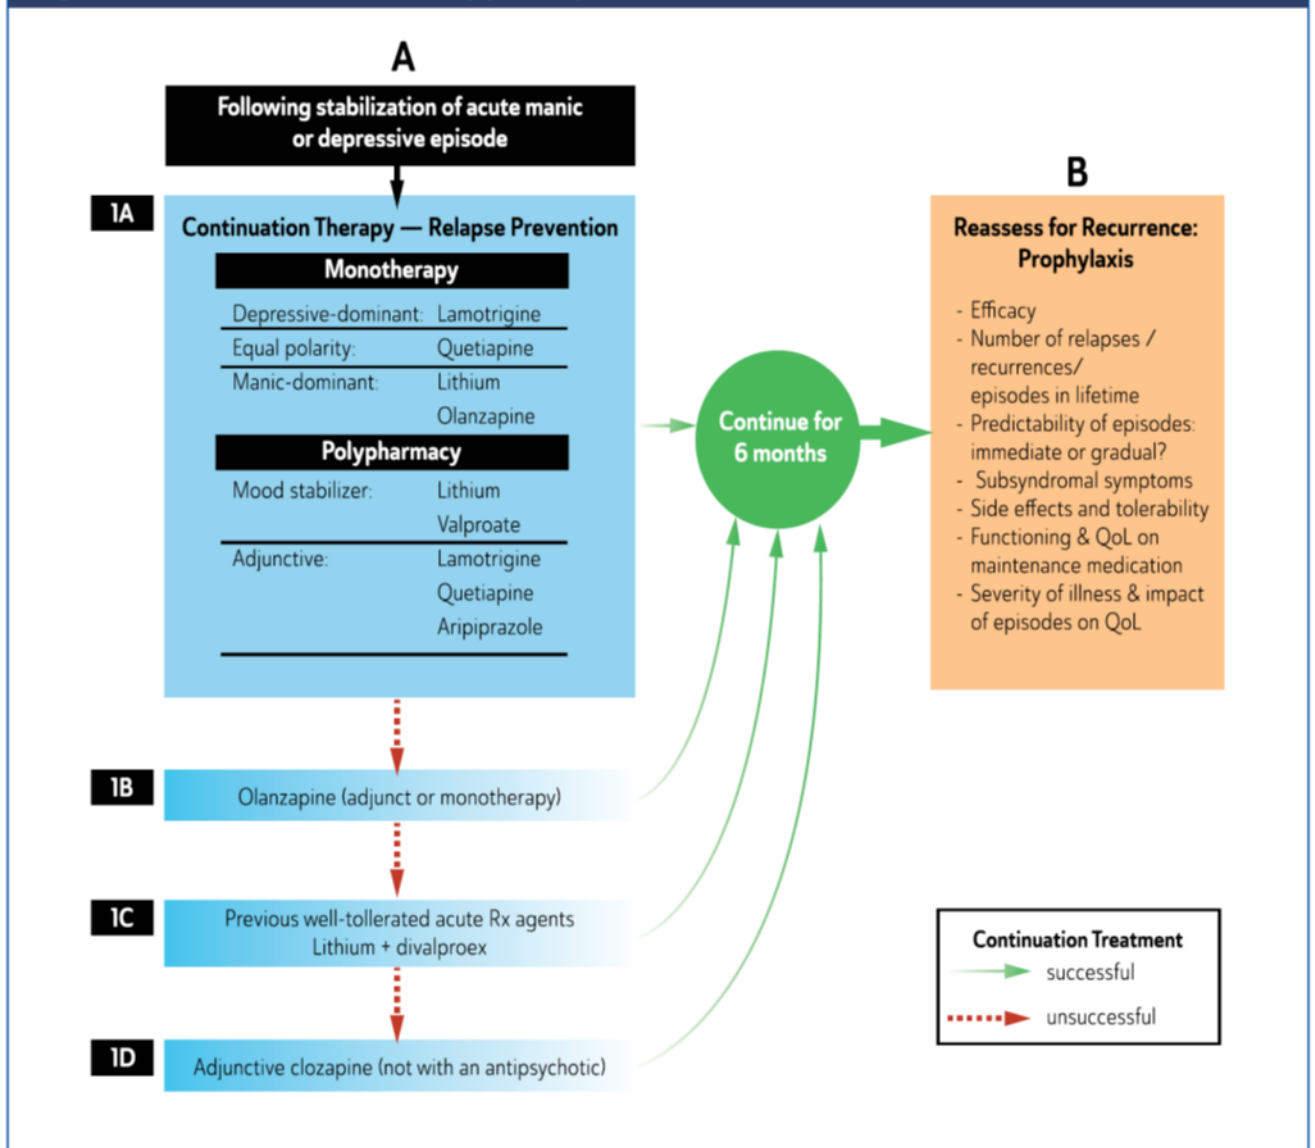 A
Following stabilization of acute manic
or depressive episode
1A
Continuation Therapy — Relapse Prevention
Monotherapy
Depressive-dominant: Lamotrigine
Equal polarity: Quetiapine
Manic-dominant: Lithium
Olanzapine
Polypharmacy
Mood stabilizer: Lithium
Valproate
Adjunctive: Lamotrigine
Quetiapine
Aripiprazole
1B
Olanzapine (adjunct or monotherapy)
1C
Previous well-tollerated acute Rx agents
Lithium + divalproex
1D
Adjunctive clozapine (not with an antipsychotic)
Continue for
6 months
B
Reassess for Recurrence:
Prophylaxis
- Efficacy
- Number of relapses /
recurrences/
episodes in lifetime
- Predictability of episodes:
immediate or gradual?
- Subsyndromal symptoms
- Side effects and tolerability
- Functioning & QoL on
maintenance medication
- Severity of illness & impact
of episodes on QoL
Continuation Treatment
successful
unsuccessful